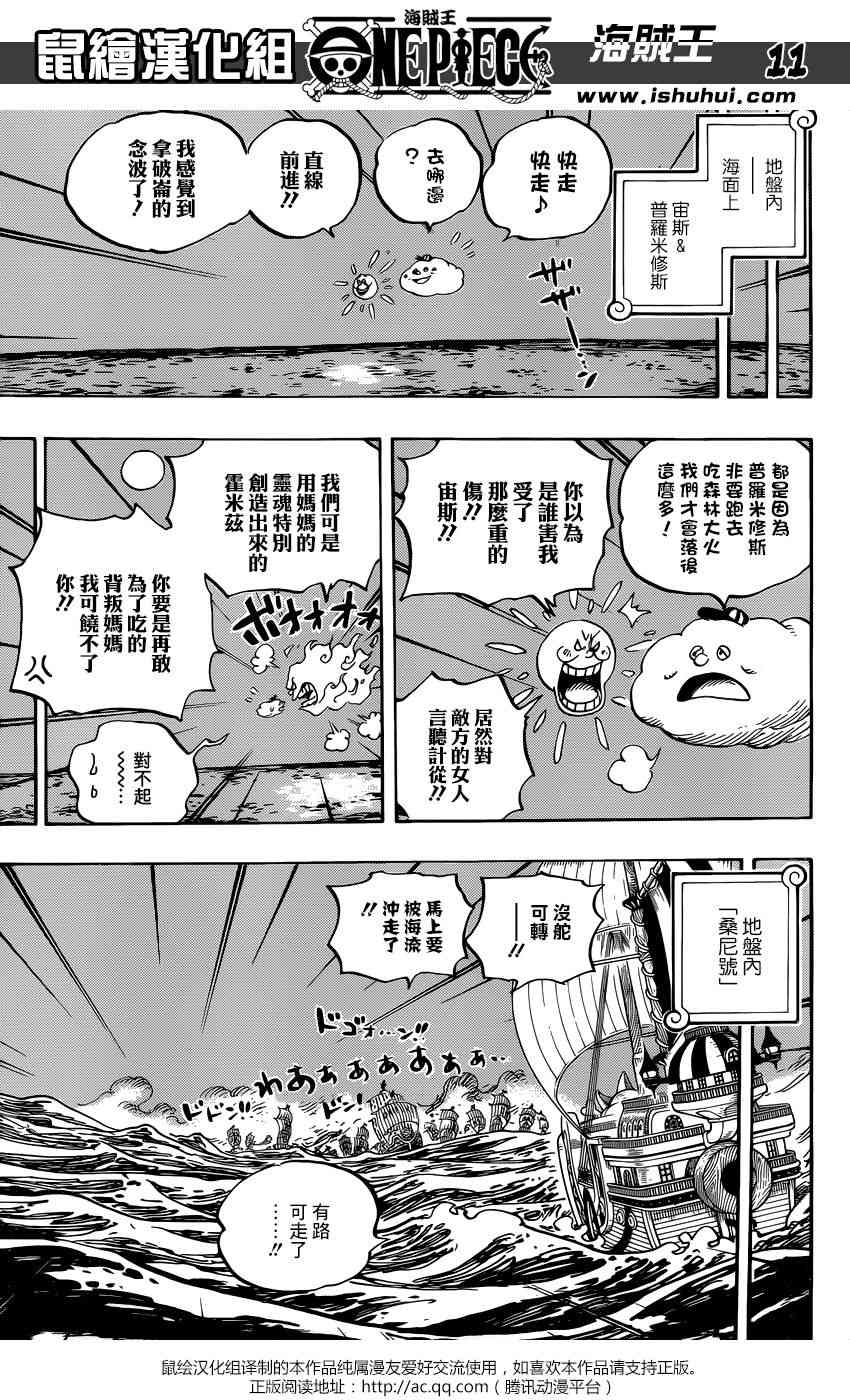 鼠繪漢化組
海賊王
ONE PIECE
海賊王
11
www.ishuhui.com
地盤內
——
海面上
宙斯&
普羅米修斯
快走
快走♪
去哪邊
?
直線
前進!!
我感覺到
拿破崙的
念波了!
ザザー…
都是因為
普羅米修斯
非要跑去
吃森林大火
我們才會落後
這麼多!
你以為
是誰害我
受了
那麼重的
傷!!
宙斯!!
居然對
敵方的女人
言聽計從!!
我們可是
用媽媽的
靈魂特別
創造出來的
霍米茲
ボオオオオ
你要是再敢
為了吃的
背叛媽媽
我可饒不了
你!!
對不起
……
地盤內
「桑尼號」
沒舵
可轉
——!!
馬上要
被海流
沖走了
!!
ドゴォ…ン!!
わああああああぁ…
ドドン!!
ドン!
有路
可走了
……!!
鼠绘汉化组译制的本作品纯属漫友爱好交流使用，如喜欢本作品请支持正版。
正版阅读地址：http://ac.qq.com（腾讯动漫平台）